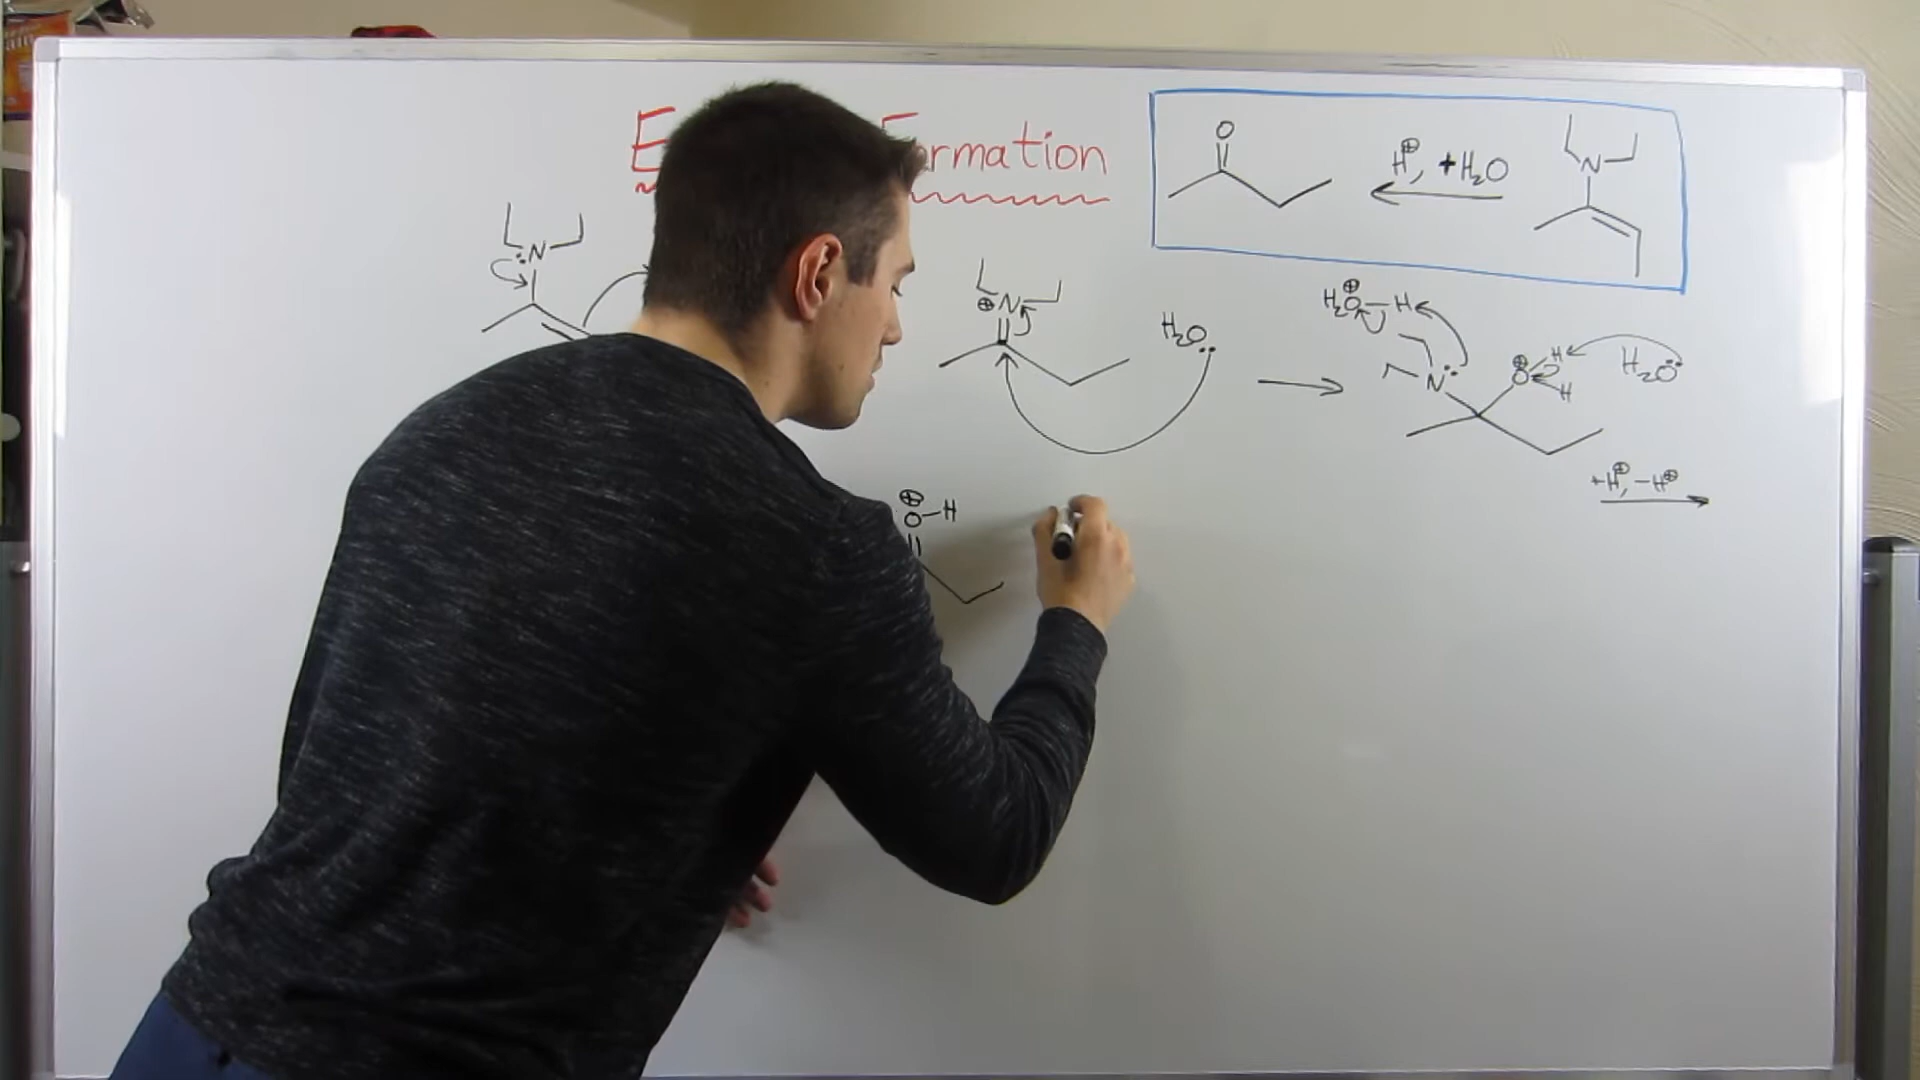 ormation
O
H⊕, +H2O
N
N
⊕ N
H2O
H2O⊕—H
N
⊕O
H
H
H2O
+H⊕, -H⊕
⊕
O—H